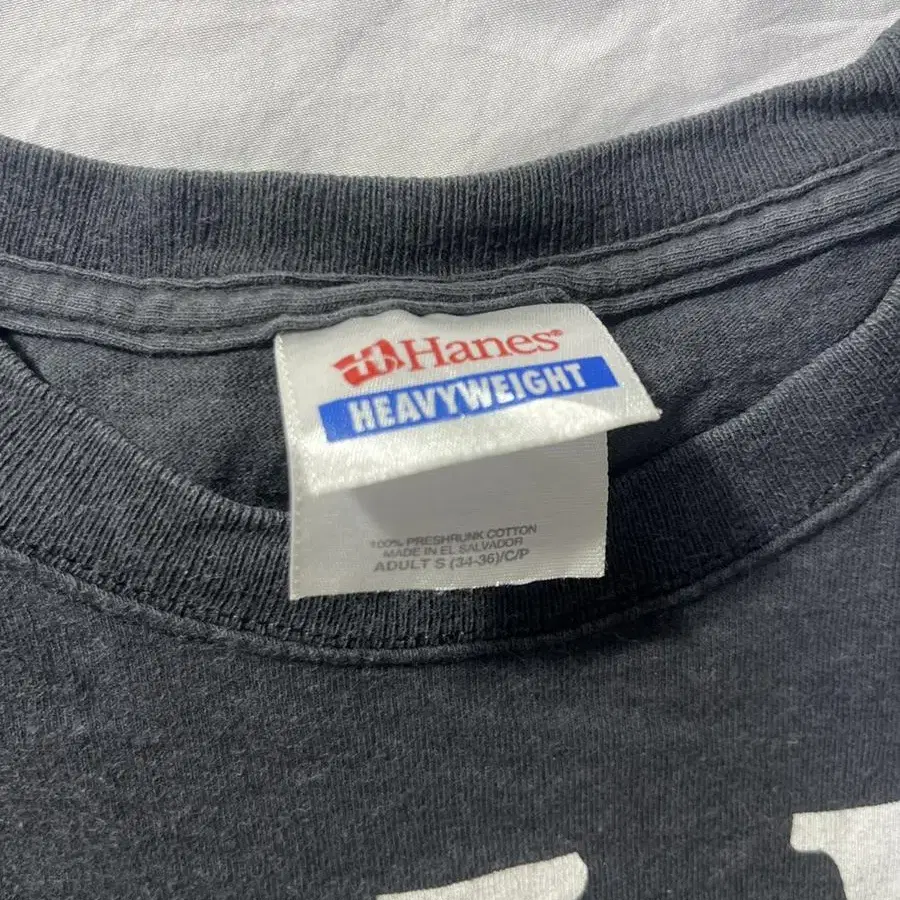 Hanes®
HEAVYWEIGHT
100% PRESHRUNK COTTON
MADE IN EL SALVADOR
ADULT S (34-36)/C/P